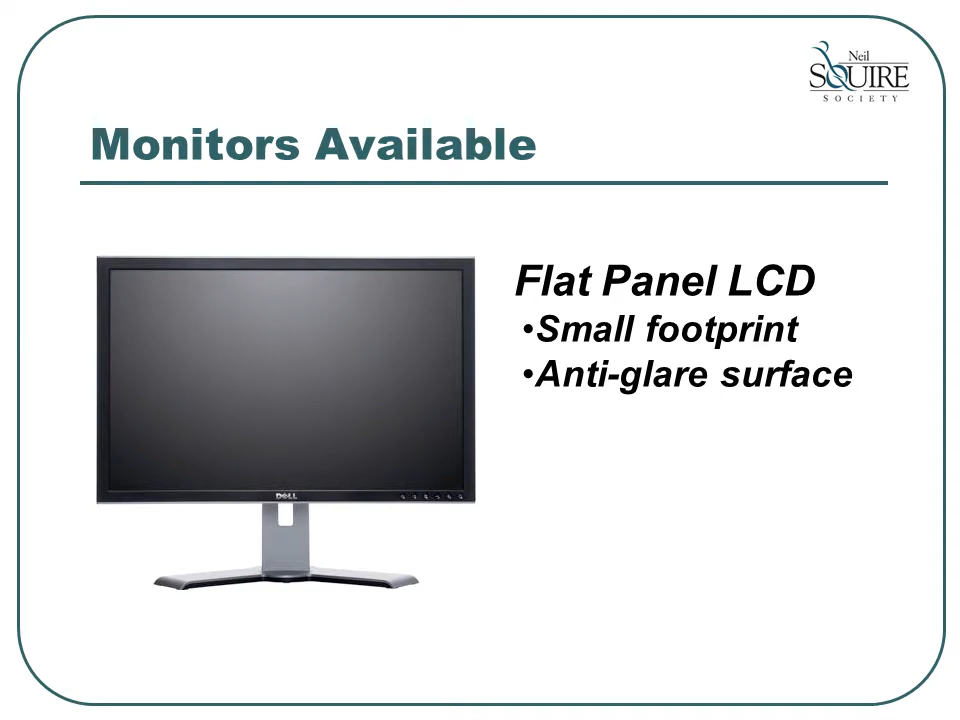 Neil
SQUIRE
SOCIETY
Monitors Available
Flat Panel LCD
•Small footprint
•Anti-glare surface
DELL